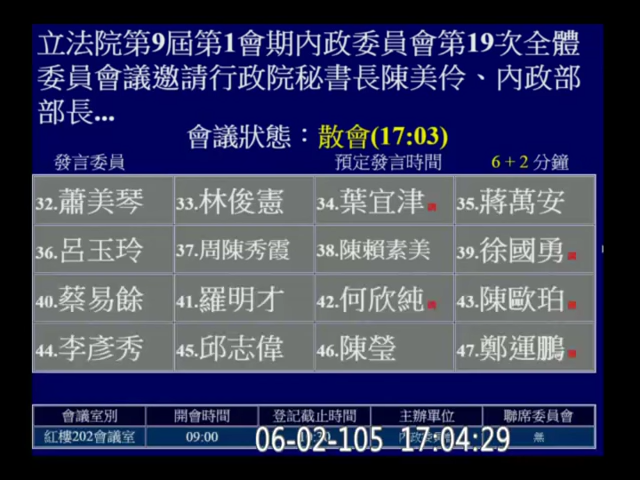 立法院第9屆第1會期內政委員會第19次全體
委員會議邀請行政院秘書長陳美伶、內政部
部長...
會議狀態：散會(17:03)
發言委員 預定發言時間 6+2 分鐘
32.蕭美琴 33.林俊憲 34.葉宜津 35.蔣萬安
36.呂玉玲 37.周陳秀霞 38.陳賴素美 39.徐國勇
40.蔡易餘 41.羅明才 42.何欣純 43.陳歐珀
44.李彥秀 45.邱志偉 46.陳瑩 47.鄭運鵬
會議室別 開會時間 登記截止時間 主辦單位 聯席委員會
紅樓202會議室 09:00 無
06-02-105 17:04:29